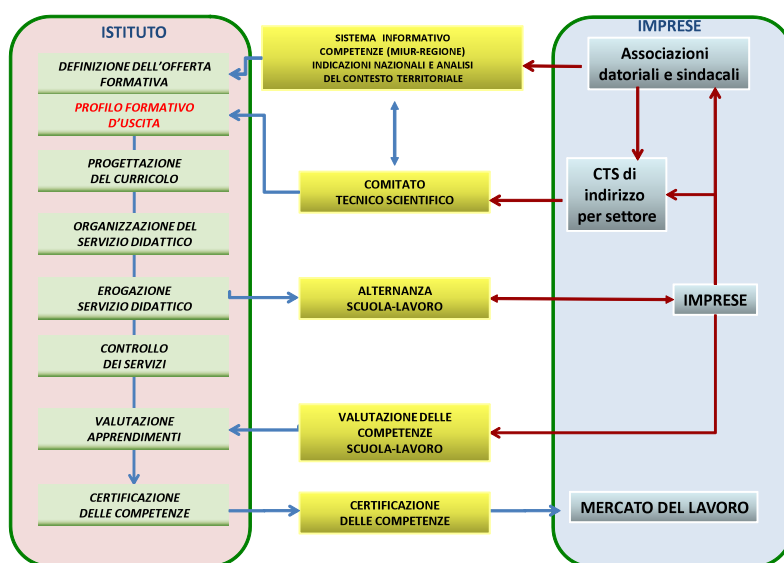 ISTITUTO
DEFINIZIONE DELL’OFFERTA
FORMATIVA
PROFILO FORMATIVO
D’USCITA
PROGETTAZIONE
DEL CURRICOLO
ORGANIZZAZIONE DEL
SERVIZIO DIDATTICO
EROGAZIONE
SERVIZIO DIDATTICO
CONTROLLO
DEI SERVIZI
VALUTAZIONE
APPRENDIMENTI
CERTIFICAZIONE
DELLE COMPETENZE
SISTEMA INFORMATIVO
COMPETENZE (MIUR-REGIONE)
INDICAZIONI NAZIONALI E ANALISI
DEL CONTESTO TERRITORIALE
COMITATO
TECNICO SCIENTIFICO
ALTERNANZA
SCUOLA-LAVORO
VALUTAZIONE DELLE
COMPETENZE
SCUOLA-LAVORO
CERTIFICAZIONE
DELLE COMPETENZE
IMPRESE
Associazioni
datoriali e sindacali
CTS di
indirizzo
per settore
IMPRESE
MERCATO DEL LAVORO